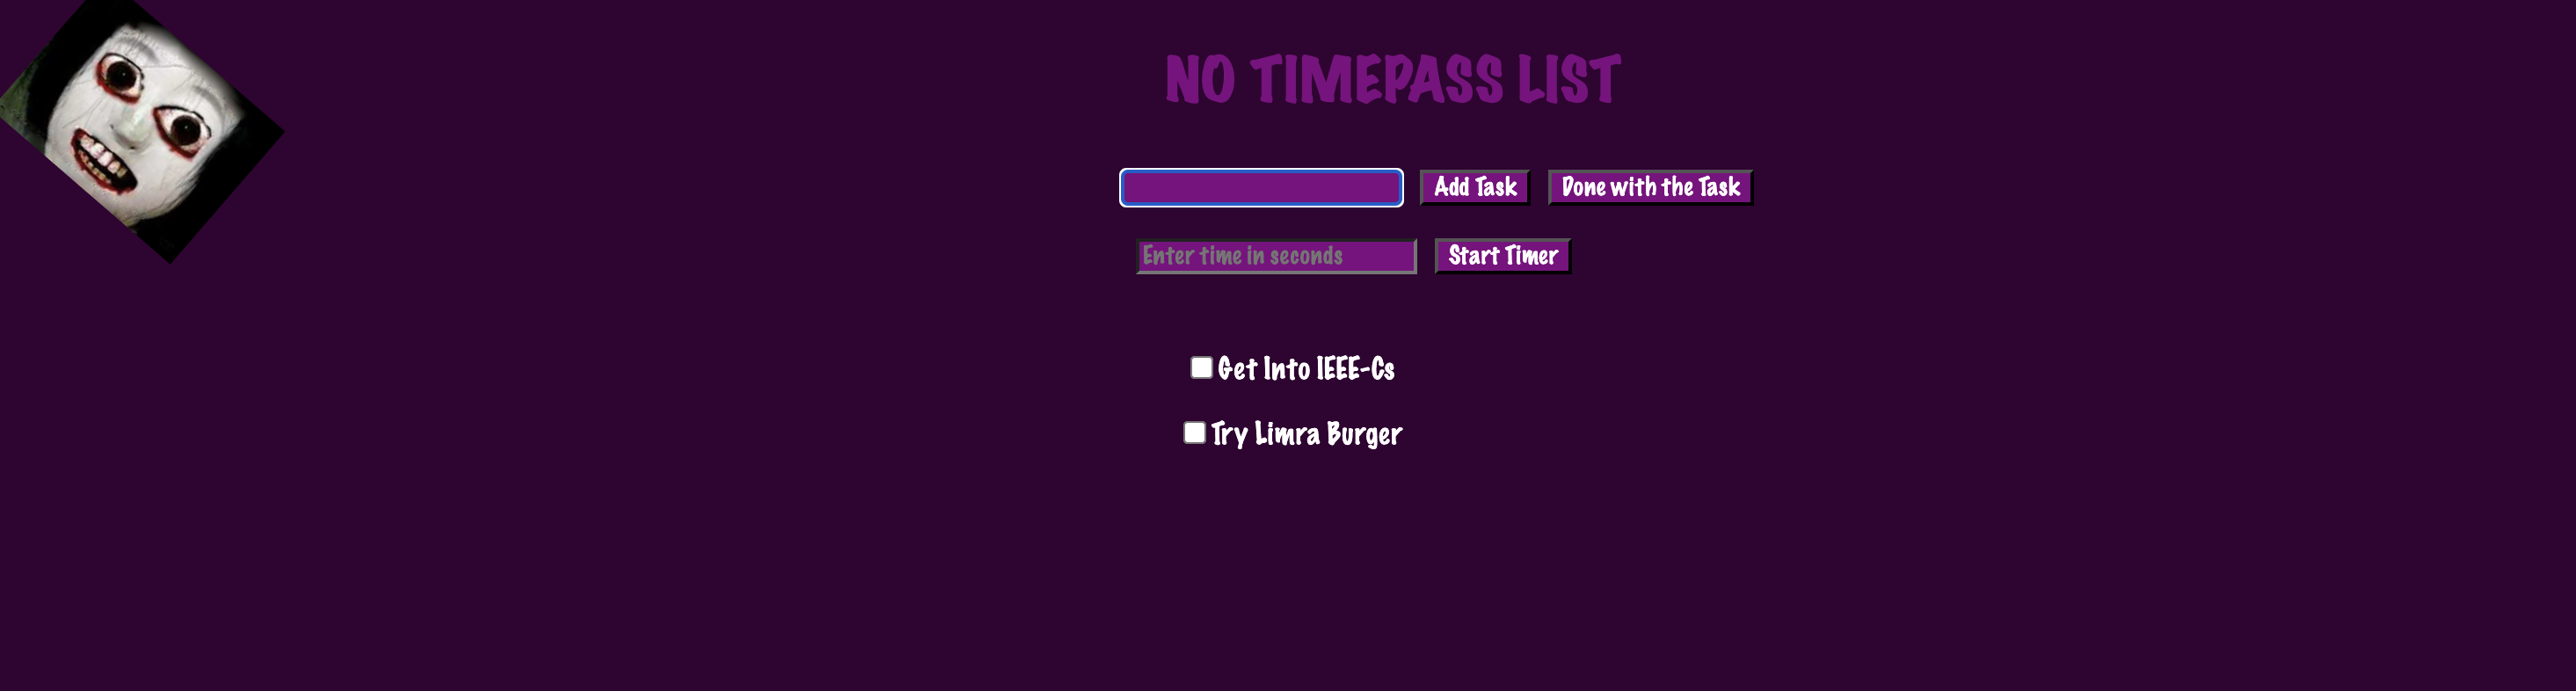 NO TIMEPASS LIST
Add Task Done with the Task
Enter time in seconds Start Timer
Get Into IEEE-Cs
Try Limra Burger